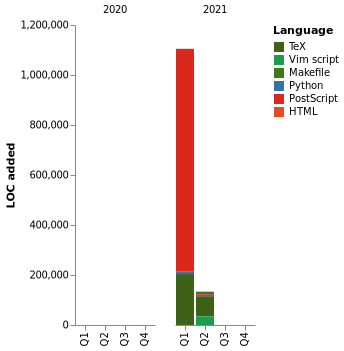 2020 2021
Language
TeX
Vim script
Makefile
Python
PostScript
HTML
LOC added
1,200,000
1,000,000
800,000
600,000
400,000
200,000
0
Q1 Q2 Q3 Q4 Q1 Q2 Q3 Q4